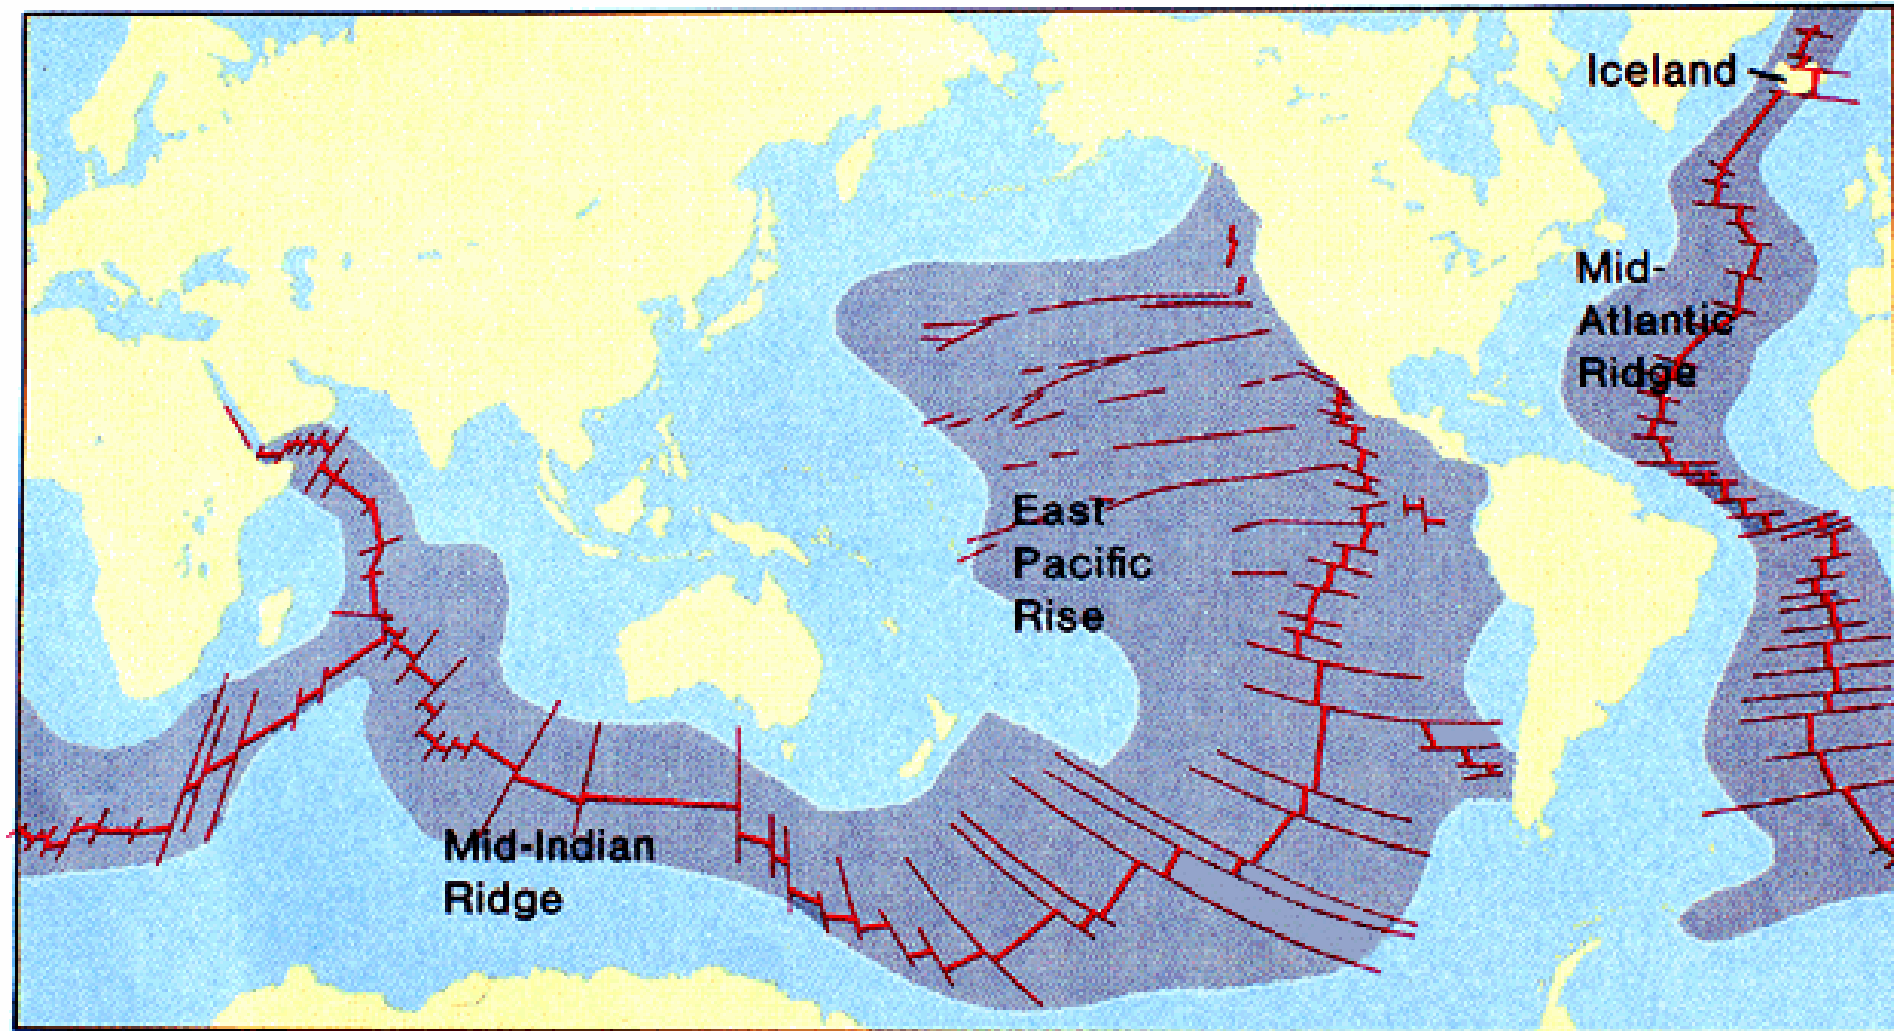 Iceland
Mid-
Atlantic
Ridge
East
Pacific
Rise
Mid-Indian
Ridge